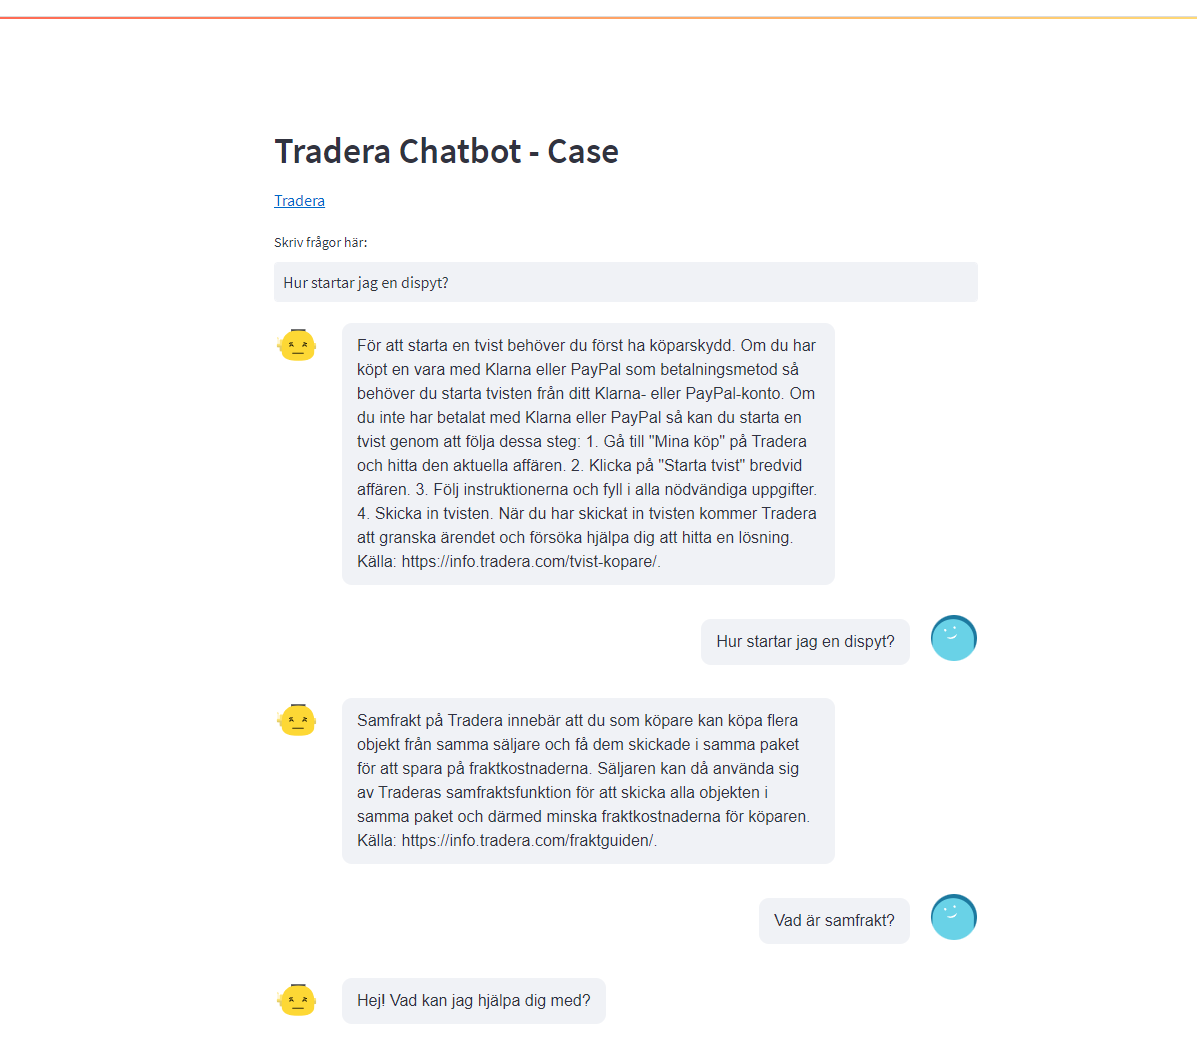 Tradera Chatbot - Case
Tradera
Skriv frågor här:
Hur startar jag en dispyt?
För att starta en tvist behöver du först ha köparskydd. Om du har
köpt en vara med Klarna eller PayPal som betalningsmetod så
behöver du starta tvisten från ditt Klarna- eller PayPal-konto. Om
du inte har betalat med Klarna eller PayPal så kan du starta en
tvist genom att följa dessa steg: 1. Gå till "Mina köp" på Tradera
och hitta den aktuella affären. 2. Klicka på "Starta tvist" bredvid
affären. 3. Följ instruktionerna och fyll i alla nödvändiga uppgifter.
4. Skicka in tvisten. När du har skickat in tvisten kommer Tradera
att granska ärendet och försöka hjälpa dig att hitta en lösning.
Källa: https://info.tradera.com/tvist-kopare/.
Hur startar jag en dispyt?
Samfrakt på Tradera innebär att du som köpare kan köpa flera
objekt från samma säljare och få dem skickade i samma paket
för att spara på fraktkostnaderna. Säljaren kan då använda sig
av Traderas samfraktsfunktion för att skicka alla objekten i
samma paket och därmed minska fraktkostnaderna för köparen.
Källa: https://info.tradera.com/fraktguiden/.
Vad är samfrakt?
Hej! Vad kan jag hjälpa dig med?